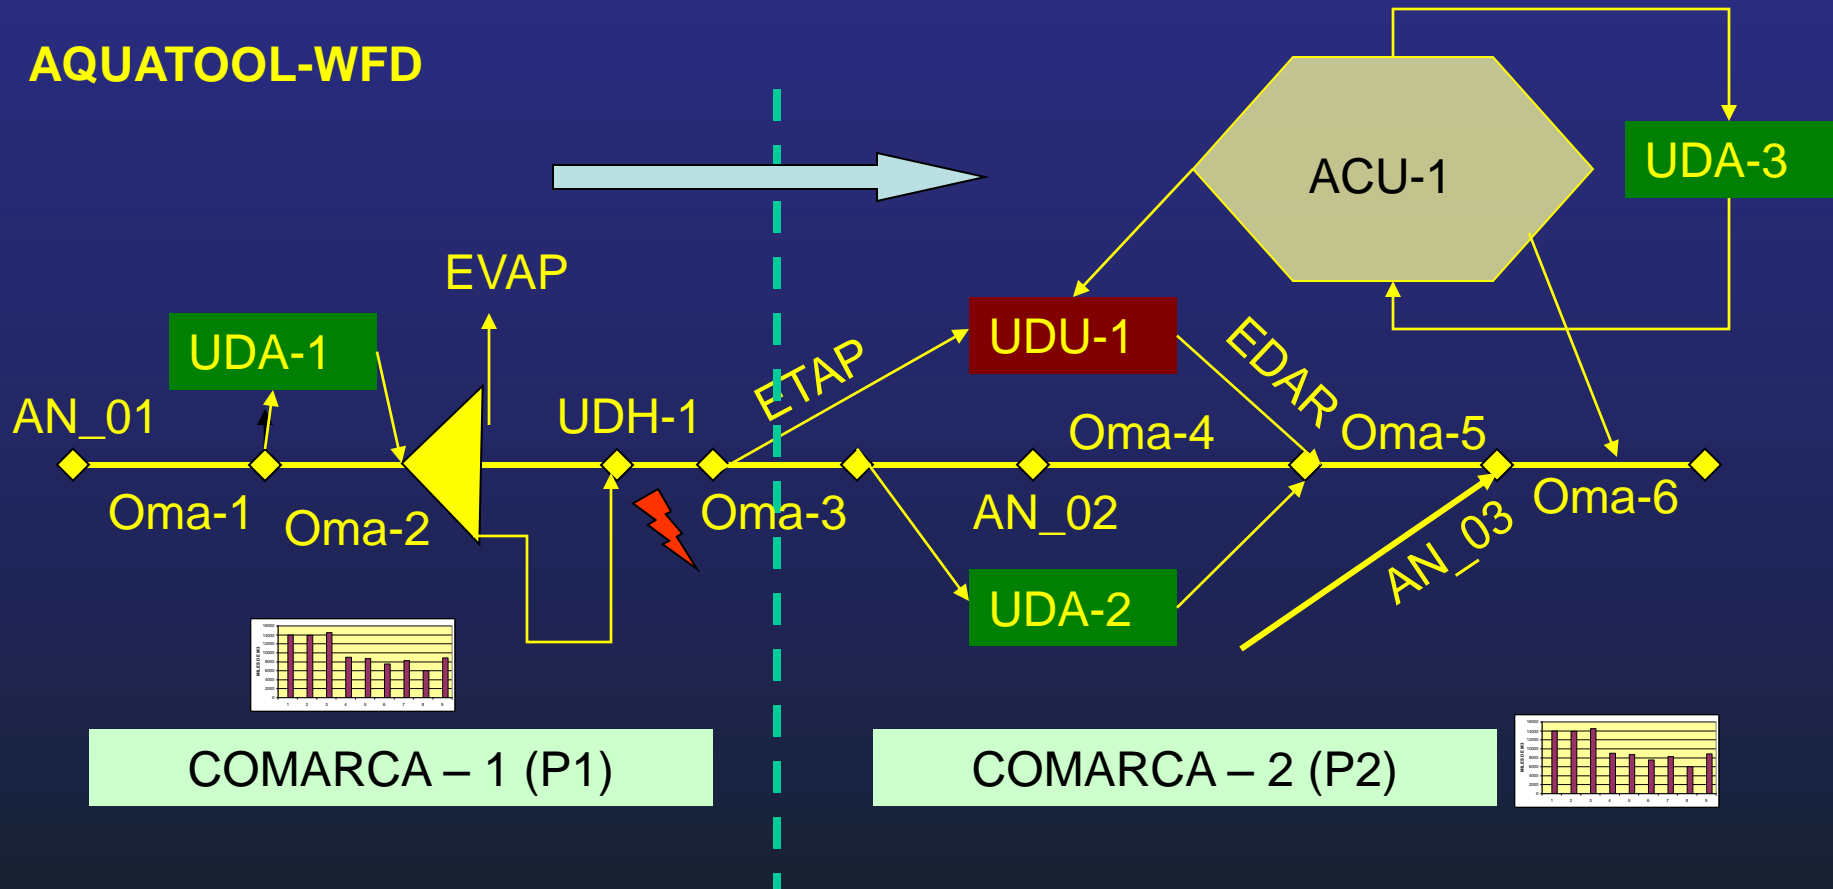 AQUATOOL-WFD
ACU-1
UDA-3
EVAP
UDA-1
UDU-1
ETAP
EDAR
AN_01
UDH-1
Oma-4
Oma-5
Oma-1
Oma-2
Oma-3
AN_02
AN_03
Oma-6
UDA-2
COMARCA – 1 (P1)
COMARCA – 2 (P2)